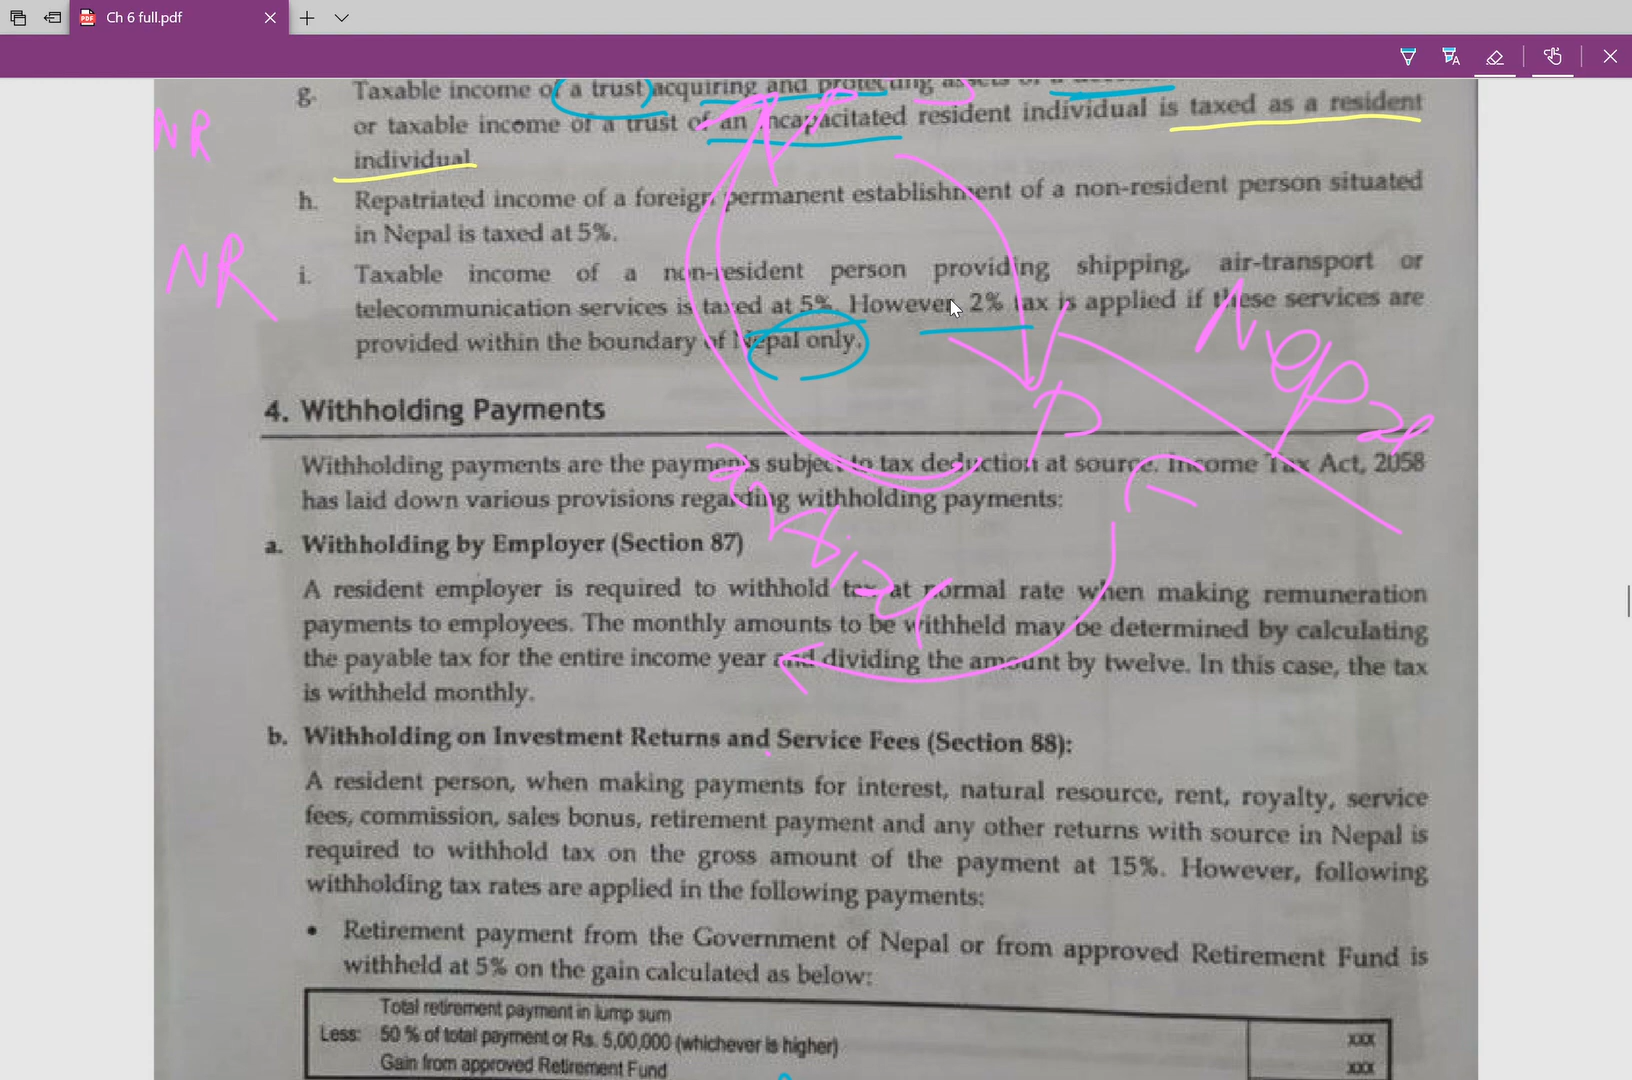 Ch 6 full.pdf
g. Taxable income of a trust acquiring and protecting assets of a
or taxable income of a trust of an incapacitated resident individual is taxed as a resident
individual
NR
h. Repatriated income of a foreign permanent establishment of a non-resident person situated
in Nepal is taxed at 5%.
NR
i. Taxable income of a non-resident person providing shipping, air-transport or
telecommunication services is taxed at 5%. However, 2% tax is applied if these services are
provided within the boundary of Nepal only.
Nepal
4. Withholding Payments
Withholding payments are the payments subject to tax deduction at source. Income Tax Act, 2058
has laid down various provisions regarding withholding payments:
a. Withholding by Employer (Section 87)
A resident employer is required to withhold tax at normal rate when making remuneration
payments to employees. The monthly amounts to be withheld may be determined by calculating
the payable tax for the entire income year and dividing the amount by twelve. In this case, the tax
is withheld monthly.
b. Withholding on Investment Returns and Service Fees (Section 88):
A resident person, when making payments for interest, natural resource, rent, royalty, service
fees, commission, sales bonus, retirement payment and any other returns with source in Nepal is
required to withhold tax on the gross amount of the payment at 15%. However, following
withholding tax rates are applied in the following payments:
• Retirement payment from the Government of Nepal or from approved Retirement Fund is
withheld at 5% on the gain calculated as below:
Total retirement payment in lump sum xxx
Less: 50 % of total payment or Rs. 5,00,000 (whichever is higher) xxx
Gain from approved Retirement Fund